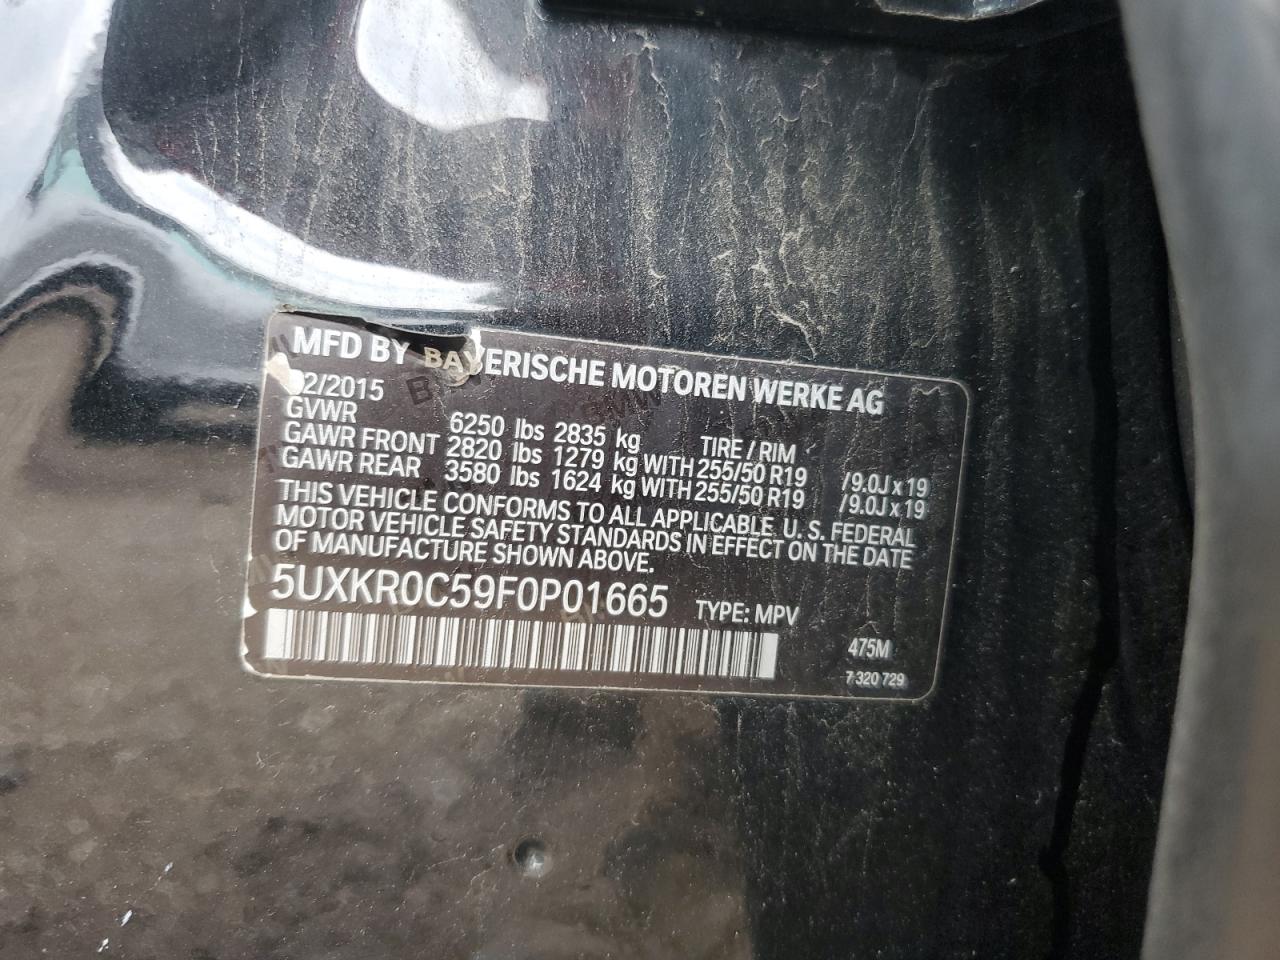 MFD BY BAYERISCHE MOTOREN WERKE AG
02/2015
GVWR 6250 lbs 2835 kg TIRE / RIM
GAWR FRONT 2820 lbs 1279 kg WITH 255/50 R19 /9.0J x 19
GAWR REAR 3580 lbs 1624 kg WITH 255/50 R19 /9.0J x 19
THIS VEHICLE CONFORMS TO ALL APPLICABLE U. S. FEDERAL
MOTOR VEHICLE SAFETY STANDARDS IN EFFECT ON THE DATE
OF MANUFACTURE SHOWN ABOVE.
5UXKR0C59F0P01665 TYPE: MPV
475M
7 320 729